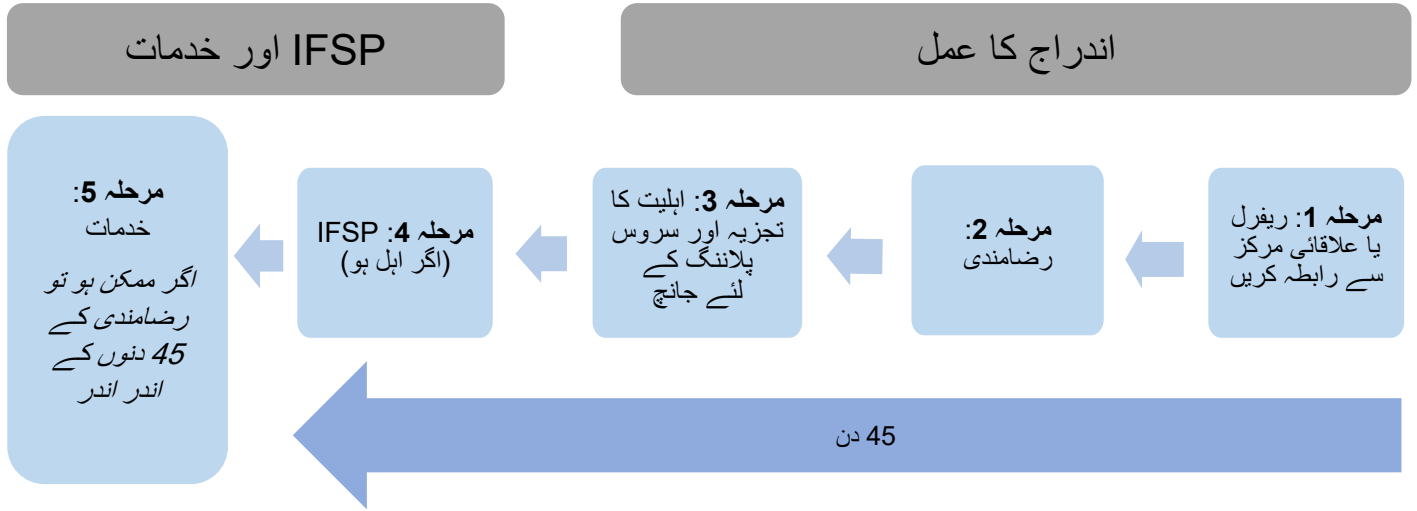 اندراج کا عمل
IFSP اور خدمات
مرحلہ 1: ریفرل
یا علاقائی مرکز
سے رابطہ کریں
مرحلہ 2:
رضامندی
مرحلہ 3: اہلیت کا
تجزیہ اور سروس
پلاننگ کے
لئے جانچ
مرحلہ 4: IFSP
(اگر اہل ہو)
مرحلہ 5:
خدمات
اگر ممکن ہو تو
رضامندی کے
45 دنوں کے
اندر اندر
45 دن